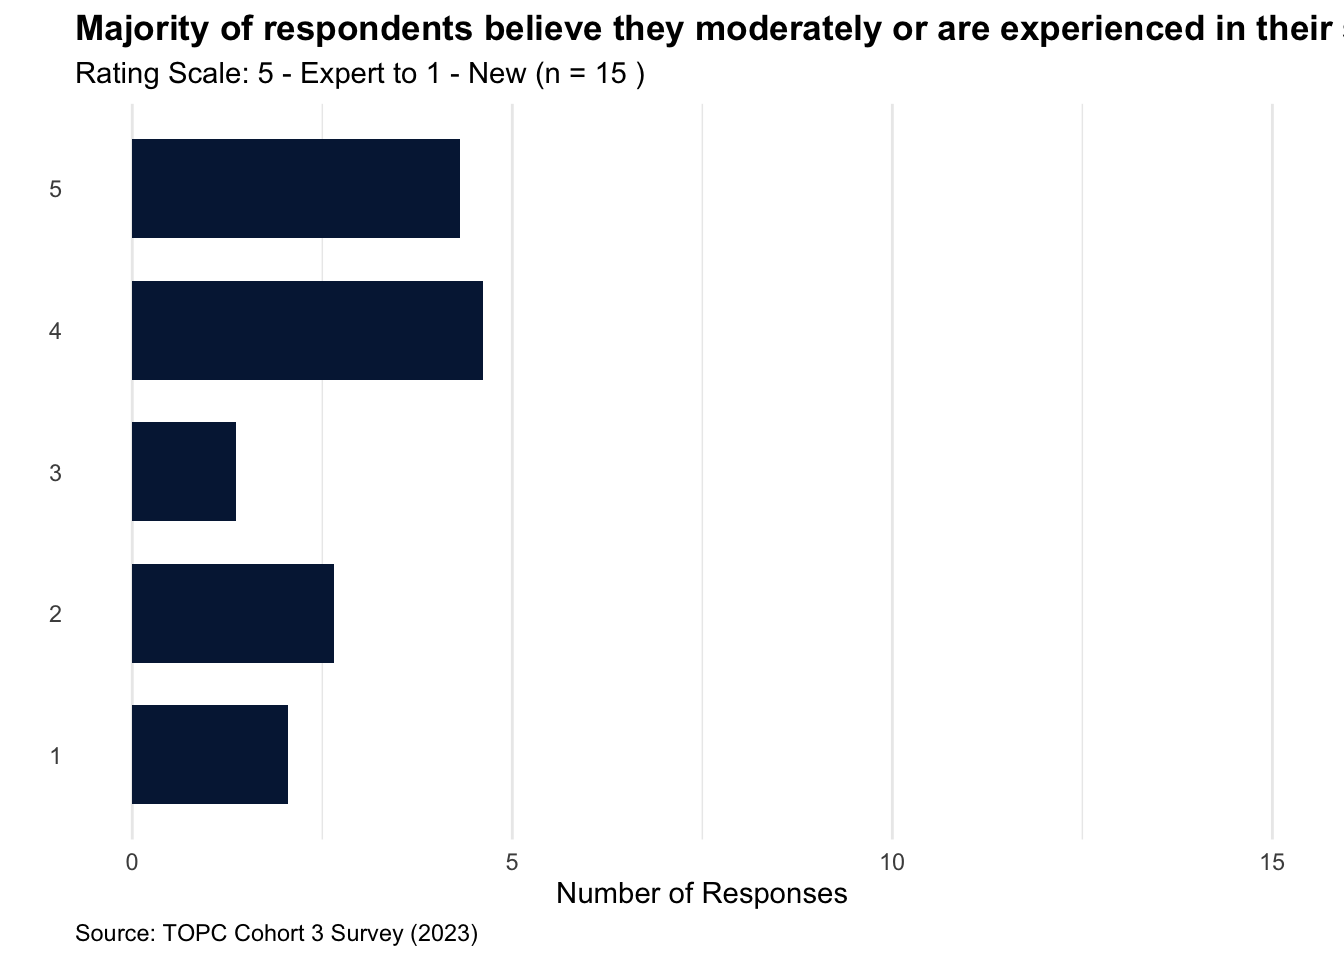 Majority of respondents believe they moderately or are experienced in their
Rating Scale: 5 - Expert to 1 - New (n = 15 )
5
4
3
2
1
0 5 10 15
Number of Responses
Source: TOPC Cohort 3 Survey (2023)